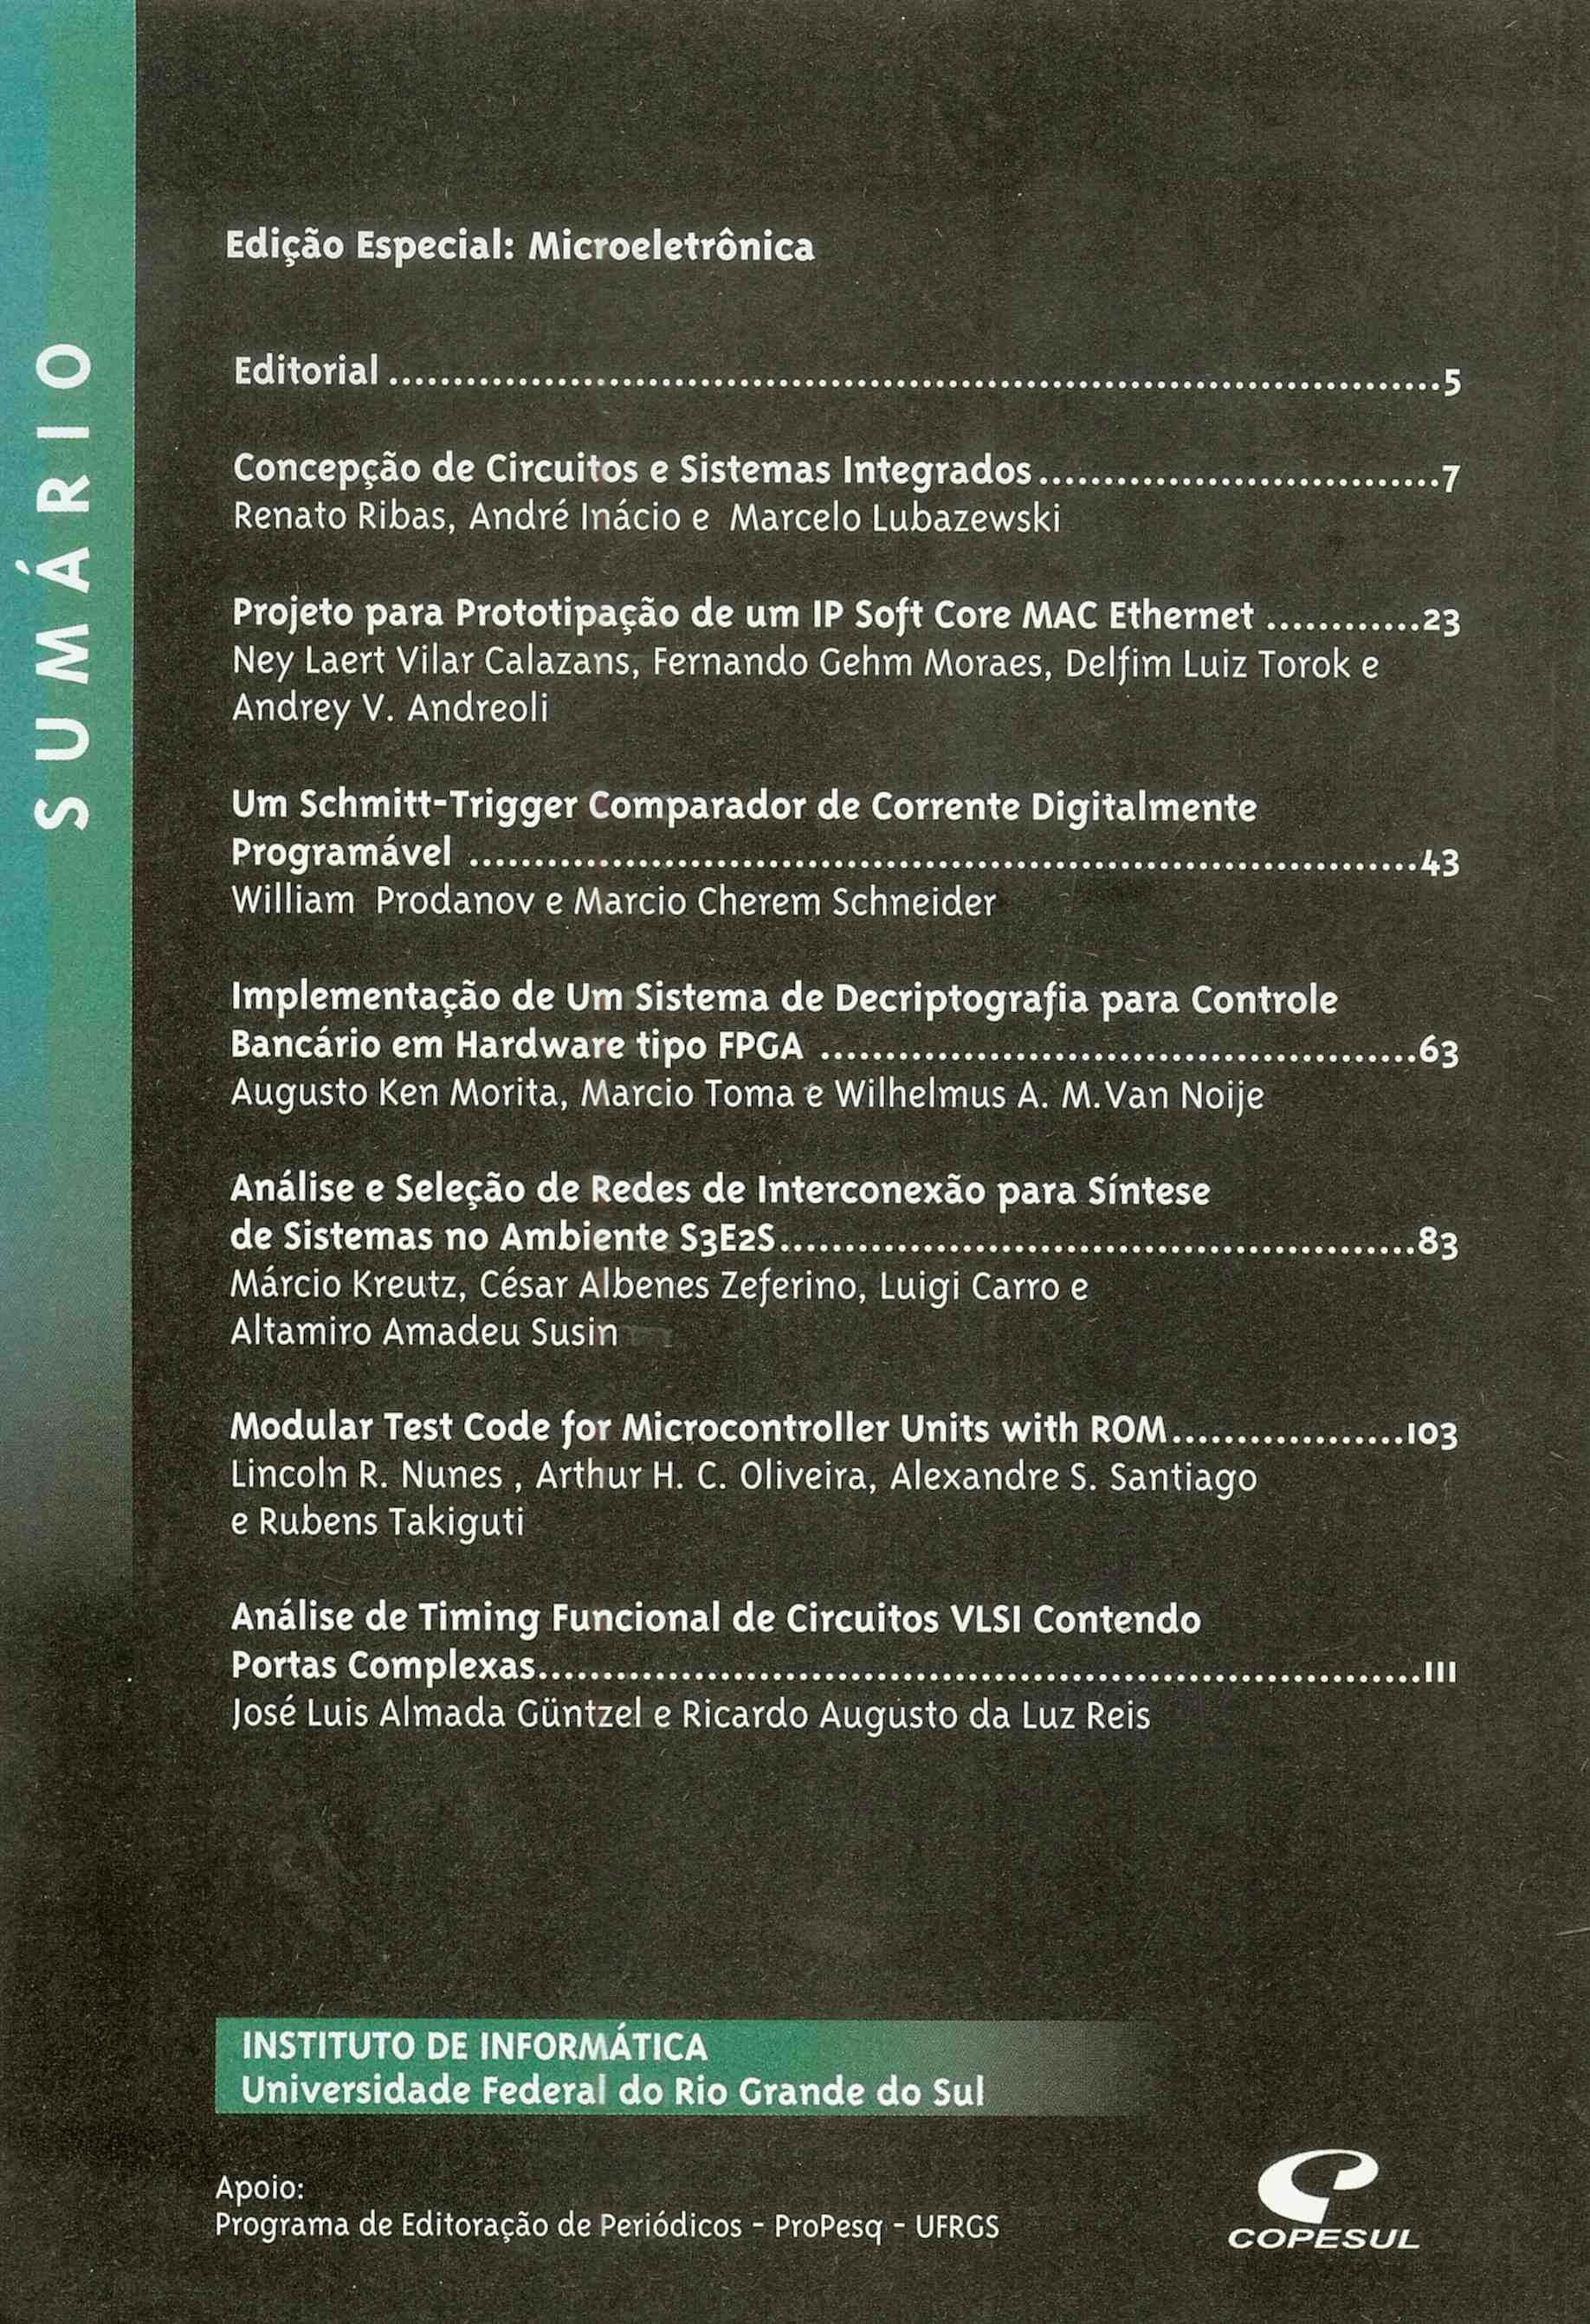 SUMÁRIO
Edição Especial: Microeletrônica
Editorial ................................................................................5
Concepção de Circuitos e Sistemas Integrados...............................7
Renato Ribas, André Inácio e Marcelo Lubazewski
Projeto para Prototipação de um IP Soft Core MAC Ethernet ............23
Ney Laert Vilar Calazans, Fernando Gehm Moraes, Delfim Luiz Torok e
Andrey V. Andreoli
Um Schmitt-Trigger Comparador de Corrente Digitalmente
Programável .........................................................................43
William Prodanov e Marcio Cherem Schneider
Implementação de Um Sistema de Decriptografia para Controle
Bancário em Hardware tipo FPGA ..............................................63
Augusto Ken Morita, Marcio Toma e Wilhelmus A. M.Van Noije
Análise e Seleção de Redes de Interconexão para Síntese
de Sistemas no Ambiente S3E2S.................................................83
Márcio Kreutz, César Albenes Zeferino, Luigi Carro e
Altamiro Amadeu Susin
Modular Test Code for Microcontroller Units with ROM..................103
Lincoln R. Nunes , Arthur H. C. Oliveira, Alexandre S. Santiago
e Rubens Takiguti
Análise de Timing Funcional de Circuitos VLSI Contendo
Portas Complexas....................................................................111
José Luis Almada Güntzel e Ricardo Augusto da Luz Reis
INSTITUTO DE INFORMÁTICA
Universidade Federal do Rio Grande do Sul
Apoio:
Programa de Editoração de Periódicos - ProPesq - UFRGS
COPESUL